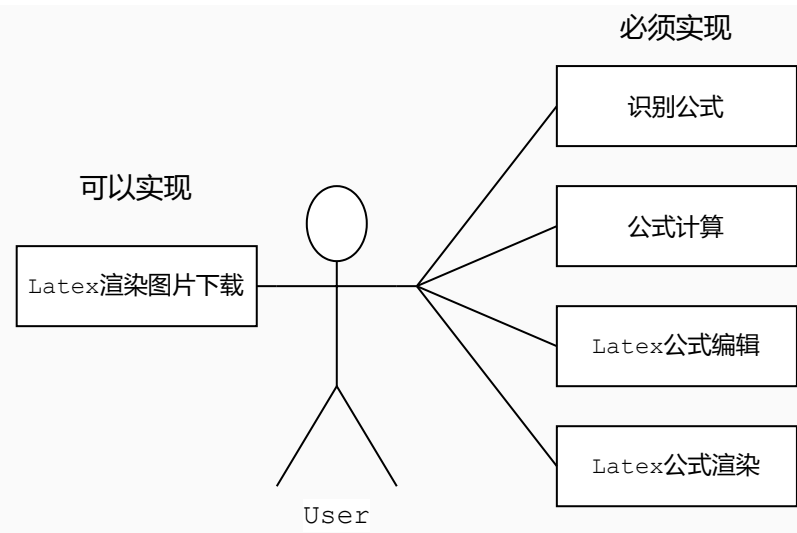 必须实现
识别公式
可以实现
公式计算
Latex渲染图片下载
Latex公式编辑
Latex公式渲染
User